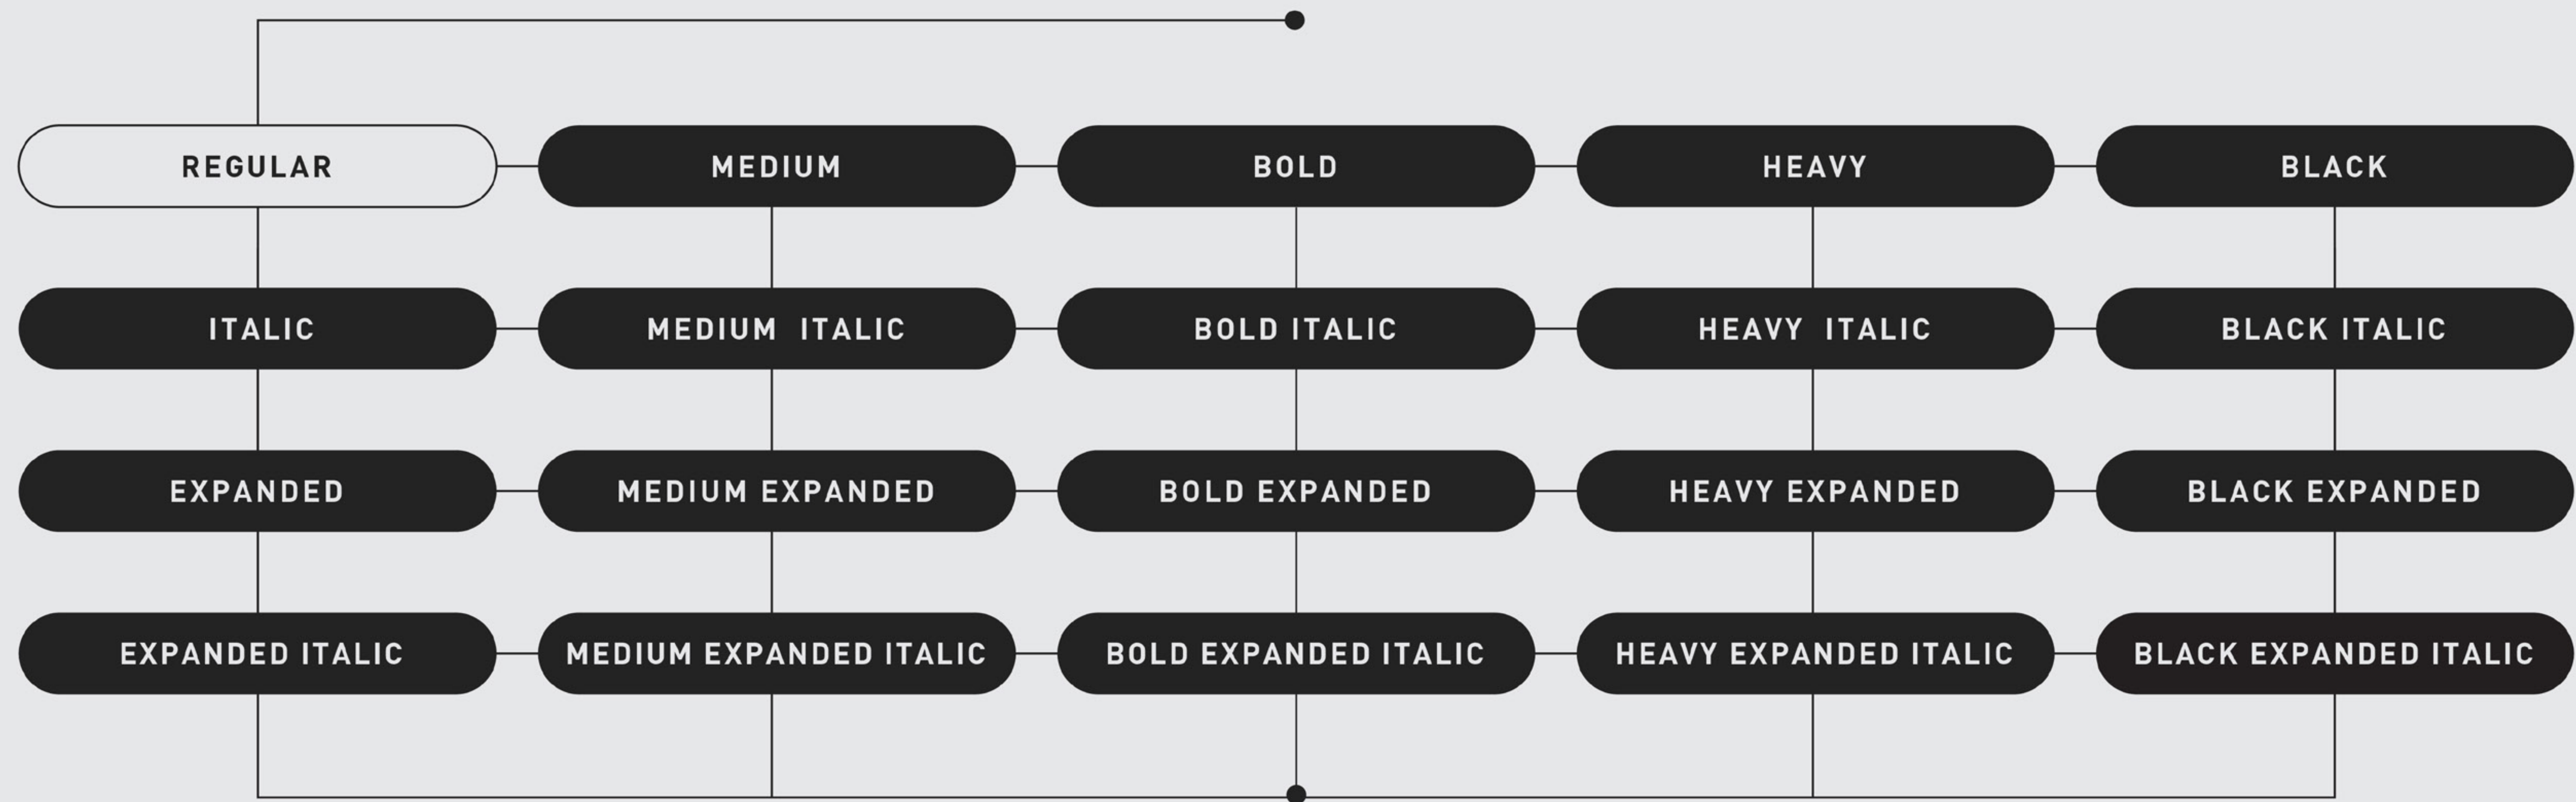 REGULAR
MEDIUM
BOLD
HEAVY
BLACK
ITALIC
MEDIUM ITALIC
BOLD ITALIC
HEAVY ITALIC
BLACK ITALIC
EXPANDED
MEDIUM EXPANDED
BOLD EXPANDED
HEAVY EXPANDED
BLACK EXPANDED
EXPANDED ITALIC
MEDIUM EXPANDED ITALIC
BOLD EXPANDED ITALIC
HEAVY EXPANDED ITALIC
BLACK EXPANDED ITALIC